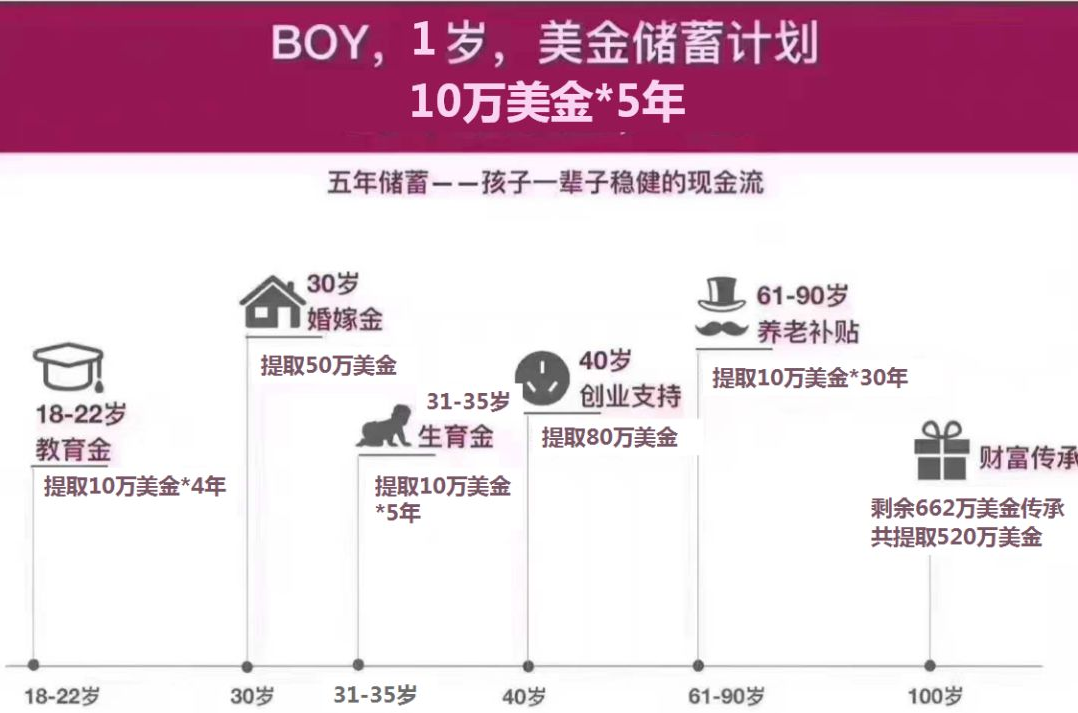 BOY，1岁，美金储蓄计划
10万美金*5年
五年储蓄——孩子一辈子稳健的现金流
30岁
婚嫁金
提取50万美金
61-90岁
养老补贴
提取10万美金*30年
18-22岁
教育金
提取10万美金*4年
31-35岁
生育金
提取10万美金
*5年
40岁
创业支持
提取80万美金
财富传承
剩余662万美金传承
共提取520万美金
18-22岁
30岁
31-35岁
40岁
61-90岁
100岁